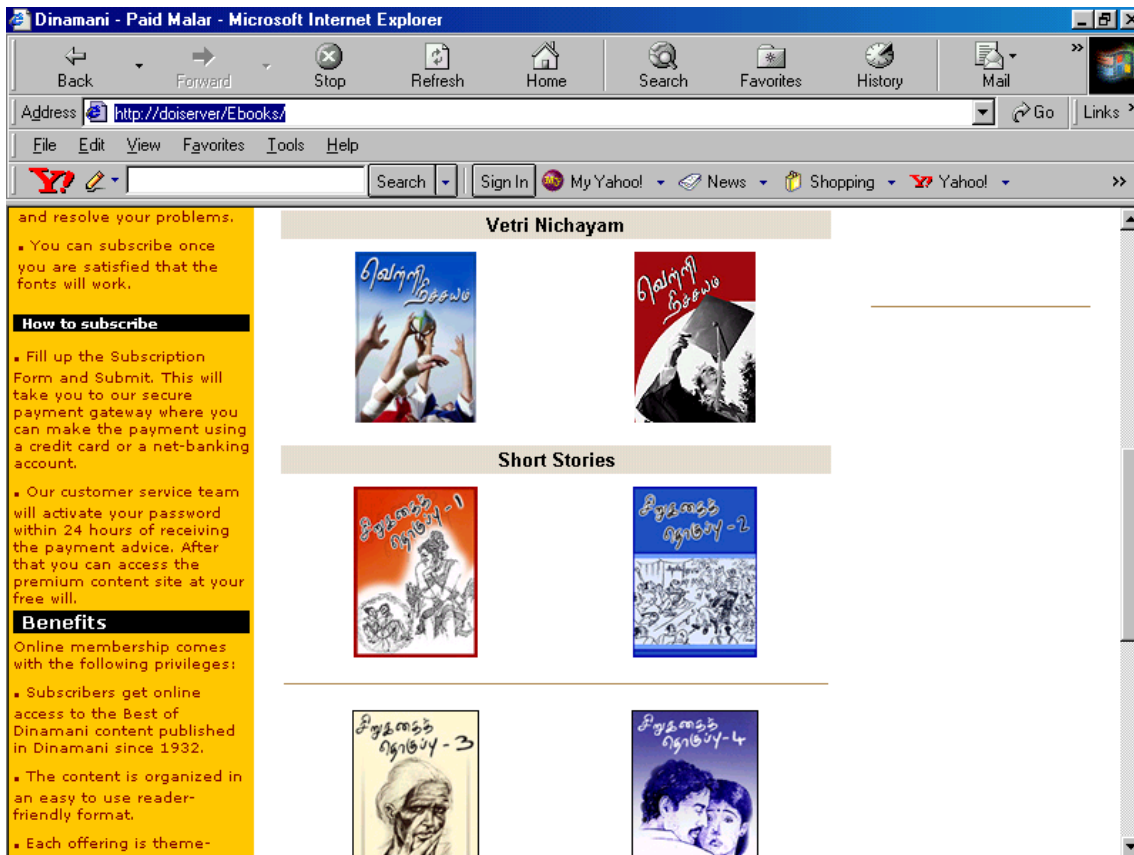 Dinamani - Paid Malar - Microsoft Internet Explorer
Back
Forward
Stop
Refresh
Home
Search
Favorites
History
Mail
»
Address
http://doiserver/Ebooks/
Go
Links
File Edit View Favorites Tools Help
Y!
Search
Sign In
My Yahoo!
News
Shopping
Y! Yahoo!
»
and resolve your problems.
▪ You can subscribe once
you are satisfied that the
fonts will work.
How to subscribe
▪ Fill up the Subscription
Form and Submit. This will
take you to our secure
payment gateway where you
can make the payment using
a credit card or a net-banking
account.
▪ Our customer service team
will activate your password
within 24 hours of receiving
the payment advice. After
that you can access the
premium content site at your
free will.
Benefits
Online membership comes
with the following privileges:
▪ Subscribers get online
access to the Best of
Dinamani content published
in Dinamani since 1932.
▪ The content is organized in
an easy to use reader-
friendly format.
▪ Each offering is theme-
Vetri Nichayam
வெற்றி
நிச்சயம்
வெற்றி
நிச்சயம்
Short Stories
சிறுகதைத்
தொகுப்பு - 1
சிறுகதைத்
தொகுப்பு - 2
சிறுகதைத்
தொகுப்பு - 3
சிறுகதைத்
தொகுப்பு - 4